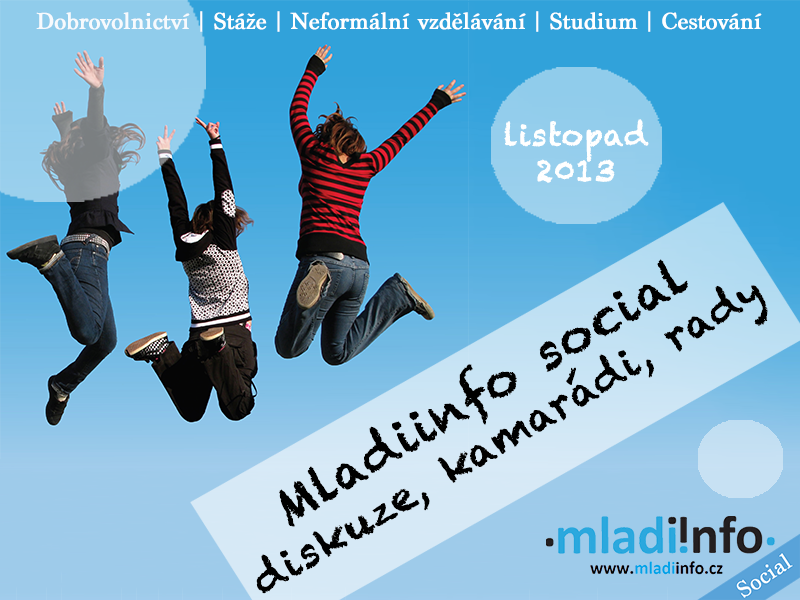 Dobrovolnictví | Stáže | Neformální vzdělávání | Studium | Cestování
listopad
2013
Mladiinfo social
diskuze, kamarádi, rady
mladi!nfo
www.mladiinfo.cz
Social